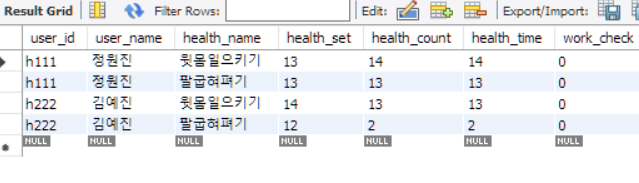 Result Grid Filter Rows: Edit: Export/Import:
user_id user_name health_name health_set health_count health_time work_check
h111 정원진 윗몸일으키기 13 14 14 0
h111 정원진 팔굽혀펴기 13 13 13 0
h222 김예진 윗몸일으키기 14 13 13 0
h222 김예진 팔굽혀펴기 12 2 2 0
NULL NULL NULL NULL NULL NULL NULL